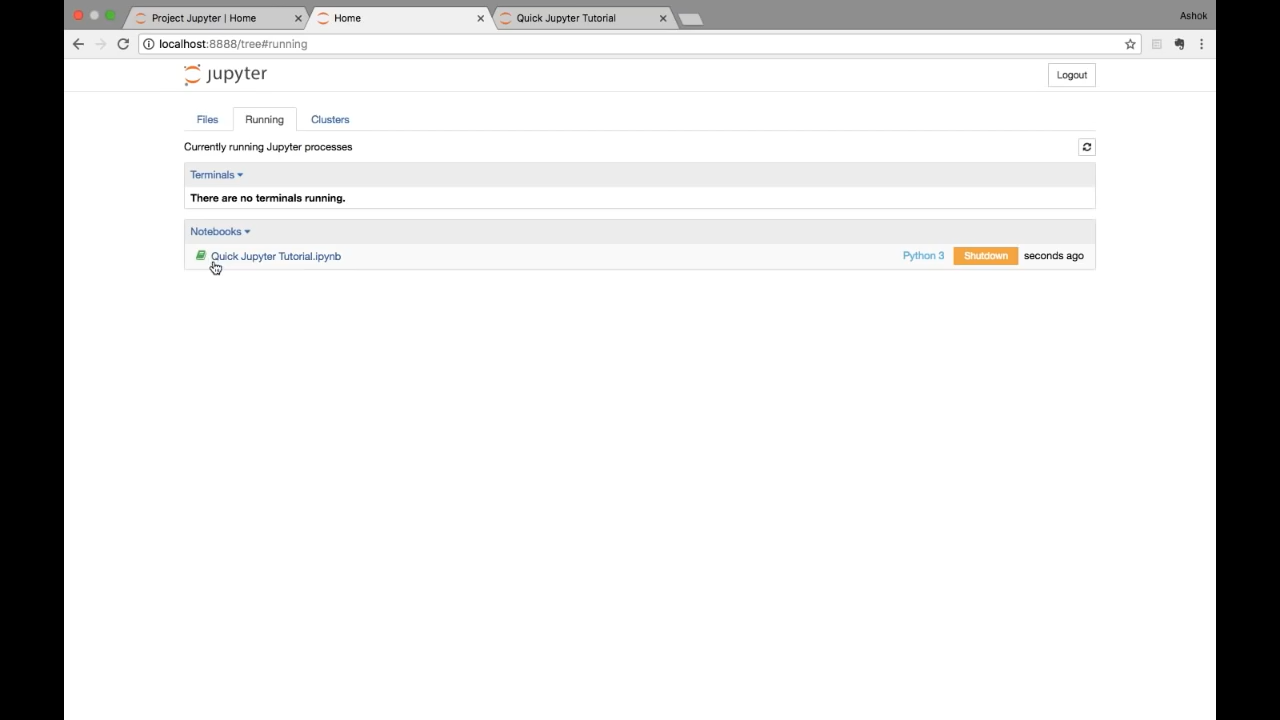 Project Jupyter | Home
Home
Quick Jupyter Tutorial
Ashok
localhost:8888/tree#running
jupyter
Logout
Files
Running
Clusters
Currently running Jupyter processes
Terminals
There are no terminals running.
Notebooks
Quick Jupyter Tutorial.ipynb
Python 3
Shutdown
seconds ago